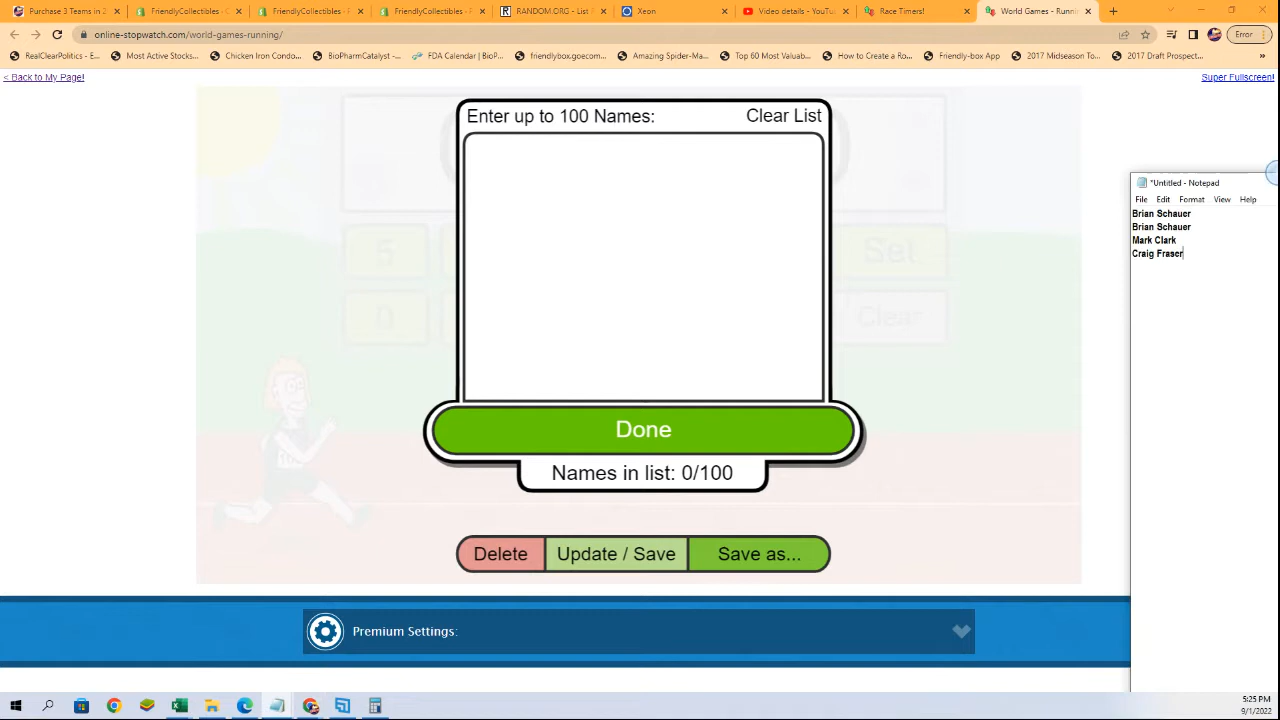 Purchase 3 Teams in 2
FriendlyCollectibles - C
FriendlyCollectibles - F
FriendlyCollectibles - F
RANDOM.ORG - List R
Xeon
Video details - YouTu
Race Timers!
World Games - Runni
Error
online-stopwatch.com/world-games-running/
RealClearPolitics - E...
Most Active Stocks...
Chicken Iron Condo...
BioPharmCatalyst
FDA Calendar | BioP...
friendlybox.goecom...
Amazing Spider-Ma...
Top 60 Most Valuab...
How to Create a Ro...
Friendly-box App
2017 Midseason To...
2017 Draft Prospect...
< Back to My Page!
Super Fullscreen!
Enter up to 100 Names:
Clear List
5
Set
0
Clear
Done
Names in list: 0/100
Delete
Update / Save
Save as...
Premium Settings:
*Untitled - Notepad
File Edit Format View Help
Brian Schauer
Brian Schauer
Mark Clark
Craig Fraser
5:25 PM
9/1/2022